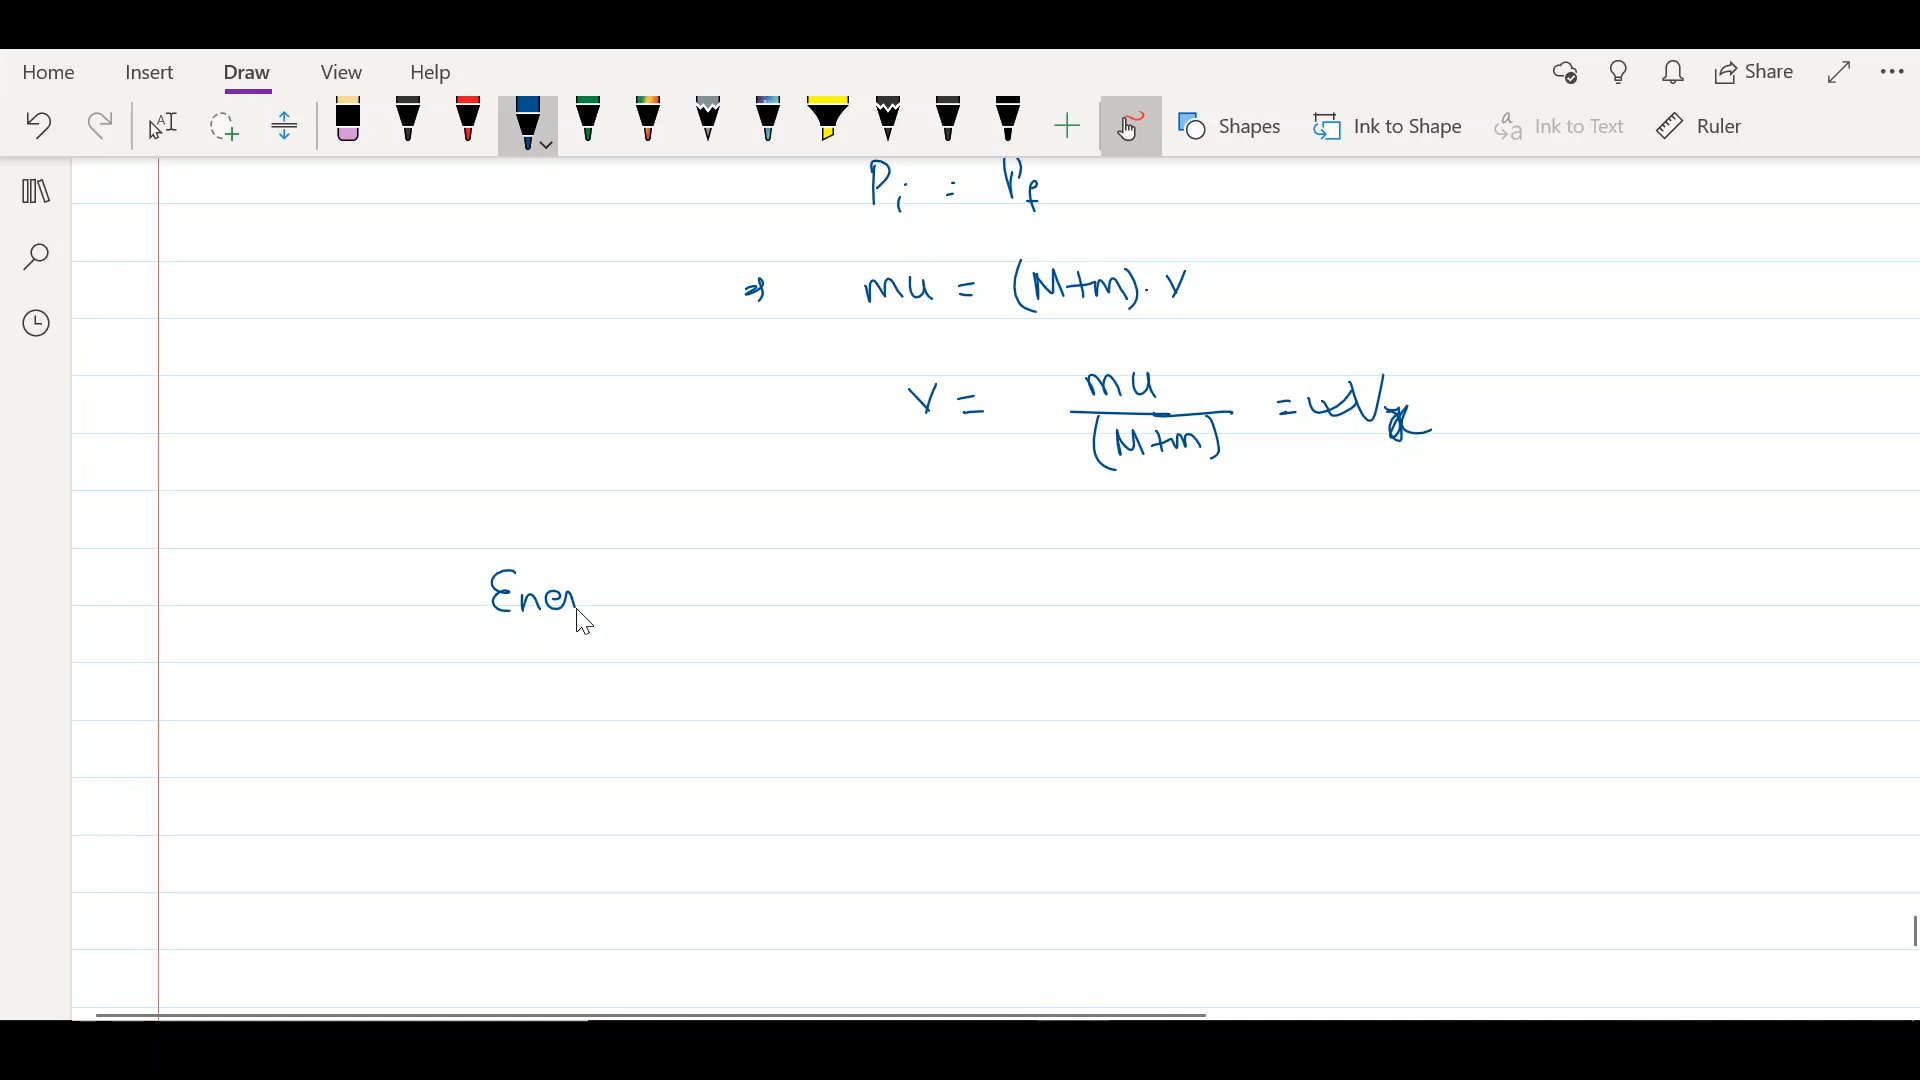 Home Insert Draw View Help
Share
Shapes Ink to Shape Ink to Text Ruler
Pi = Pf
⇒ mu = (M+m) . v
v = mu / (M+m) =
Ener